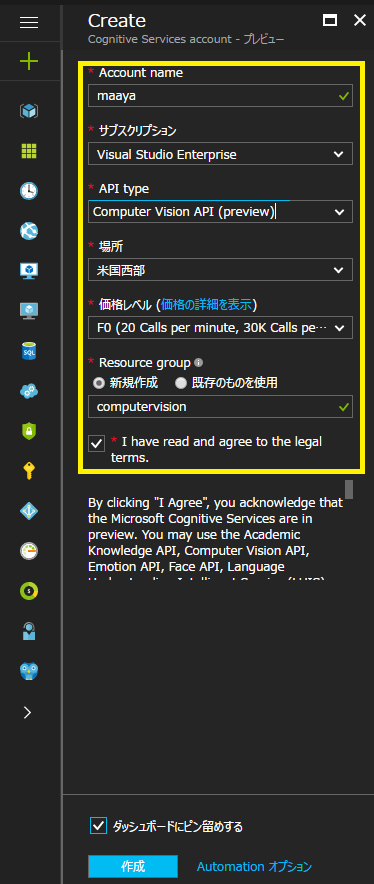 Create
Cognitive Services account - プレビュー
* Account name
maaya
* サブスクリプション
Visual Studio Enterprise
* API type
Computer Vision API (preview)
* 場所
米国西部
* 価格レベル (価格の詳細を表示)
F0 (20 Calls per minute, 30K Calls pe···
* Resource group
新規作成 既存のものを使用
computervision
* I have read and agree to the legal
terms.
By clicking "I Agree", you acknowledge that
the Microsoft Cognitive Services are in
preview. You may use the Academic
Knowledge API, Computer Vision API,
Emotion API, Face API, Language
ダッシュボードにピン留めする
作成 Automation オプション
SQL